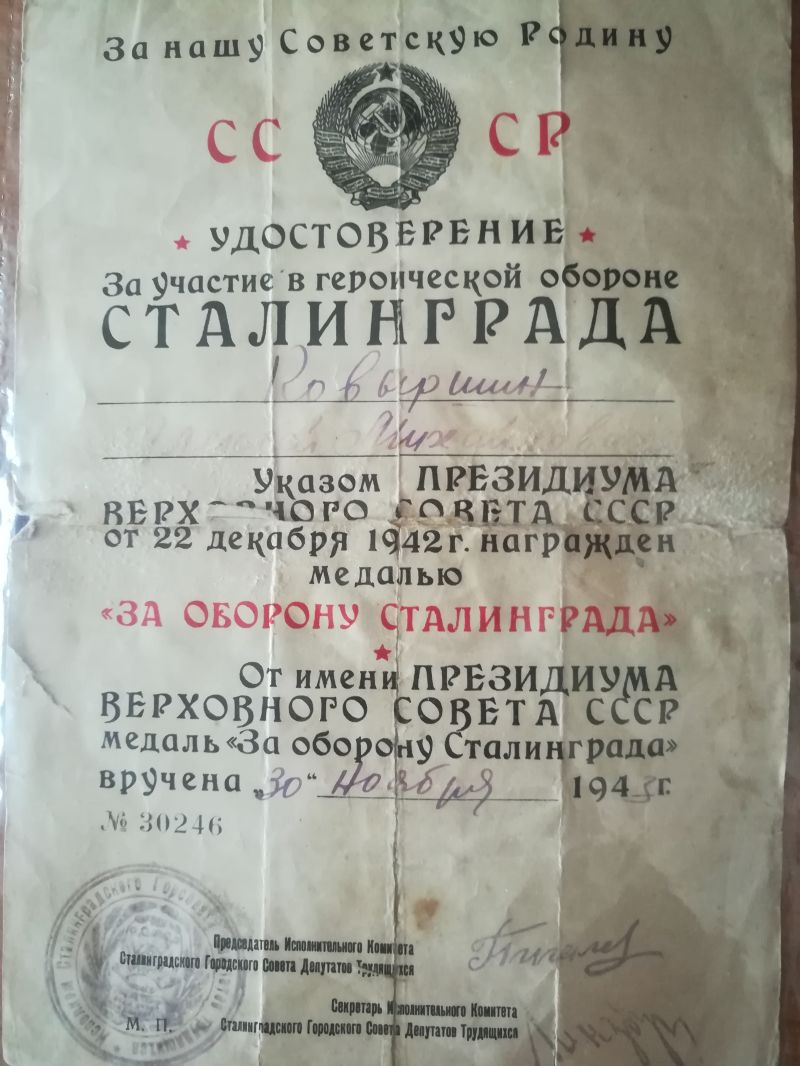 За нашу Советскую Родину
СС СР
УДОСТОВЕРЕНИЕ
За участие в героической обороне
СТАЛИНГРАДА
Ковыршин
Михайлович
Указом ПРЕЗИДИУМА
ВЕРХОВНОГО СОВЕТА СССР
от 22 декабря 1942 г. награжден
медалью
«ЗА ОБОРОНУ СТАЛИНГРАДА»
От имени ПРЕЗИДИУМА
ВЕРХОВНОГО СОВЕТА СССР
медаль «За оборону Сталинграда»
вручена „30“ ноября 1943 г.
№ 30246
Председатель Исполнительного Комитета
Сталинградского Городского Совета Депутатов Трудящихся
Секретарь Исполнительного Комитета
М. П. Сталинградского Городского Совета Депутатов Трудящихся